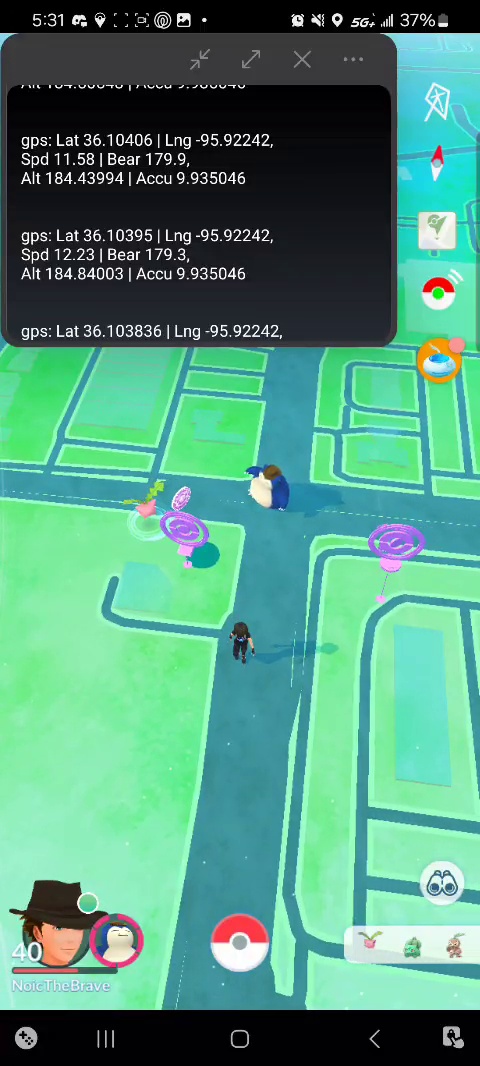 5:31
5G+ 37%
Alt 184.56048 | Accu 9.935046
gps: Lat 36.10406 | Lng -95.92242,
Spd 11.58 | Bear 179.9,
Alt 184.43994 | Accu 9.935046
gps: Lat 36.10395 | Lng -95.92242,
Spd 12.23 | Bear 179.3,
Alt 184.84003 | Accu 9.935046
gps: Lat 36.103836 | Lng -95.92242,
40
NoicTheBrave